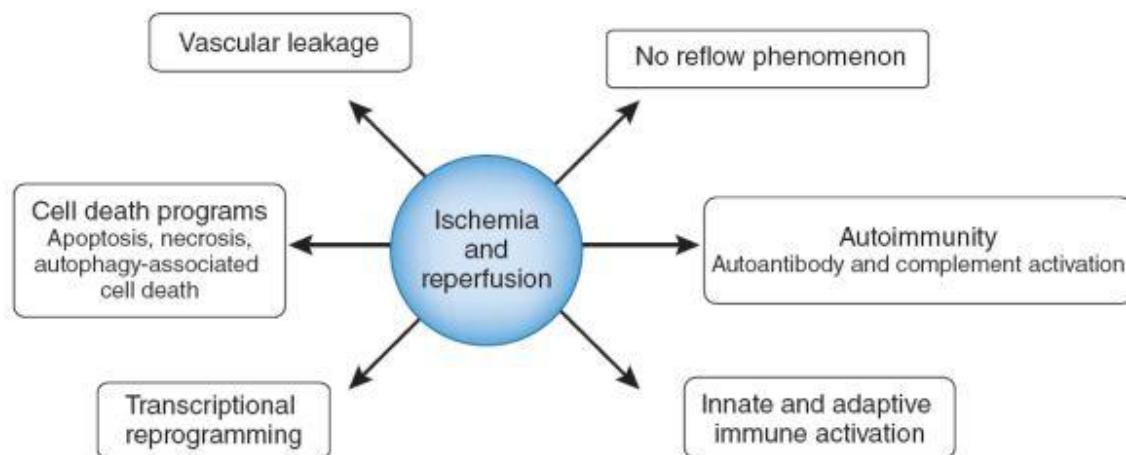 Vascular leakage
No reflow phenomenon
Cell death programs
Apoptosis, necrosis,
autophagy-associated
cell death
Ischemia
and
reperfusion
Autoimmunity
Autoantibody and complement activation
Transcriptional
reprogramming
Innate and adaptive
immune activation